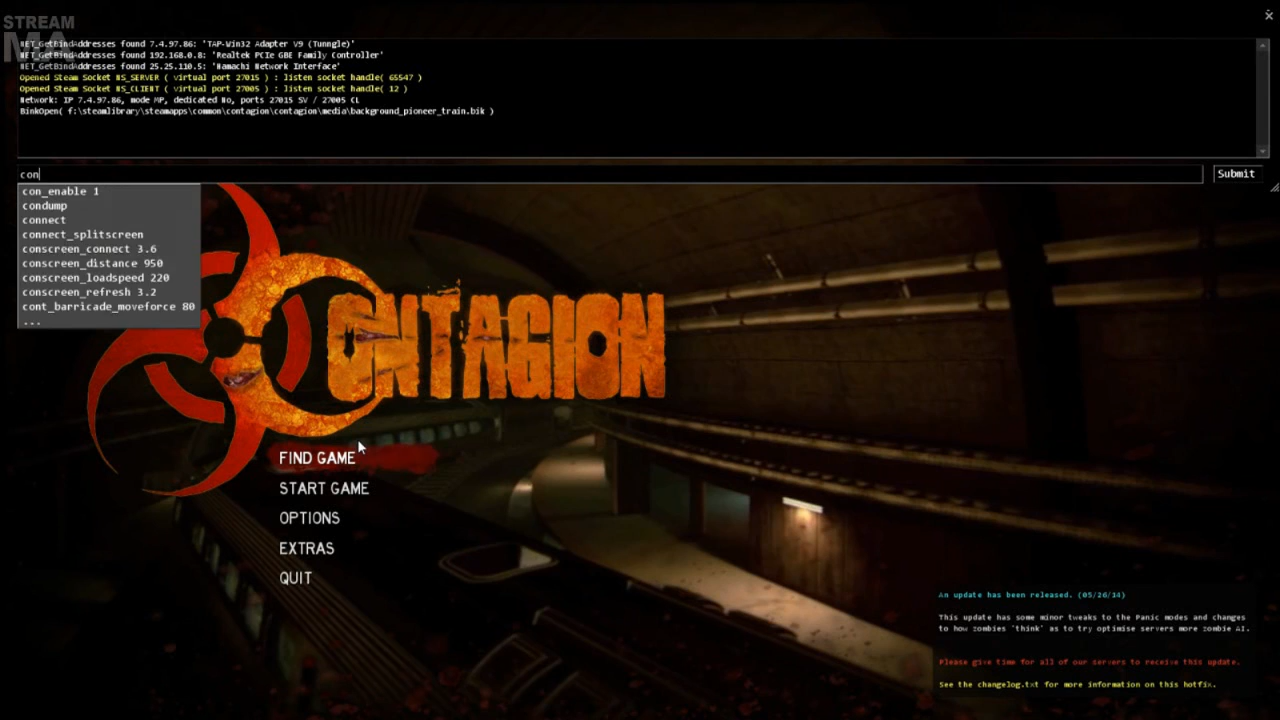 STREAM
NET_GetBindAddresses found 7.4.97.86: 'TAP-Win32 Adapter V9 (Tunngle)'
NET_GetBindAddresses found 192.168.0.8: 'Realtek PCIe GBE Family Controller'
NET_GetBindAddresses found 25.25.110.5: 'Hamachi Network Interface'
Opened Steam Socket NS_SERVER ( virtual port 27015 ) : listen socket handle( 65547 )
Opened Steam Socket NS_CLIENT ( virtual port 27005 ) : listen socket handle( 12 )
Network: IP 7.4.97.86, mode MP, dedicated No, ports 27015 SV / 27005 CL
BinkOpen( f:\steamlibrary\steamapps\common\contagion\contagion\media\background_pioneer_train.bik )
con
Submit
con_enable 1
condump
connect
connect_splitscreen
conscreen_connect 3.6
conscreen_distance 950
conscreen_loadspeed 220
conscreen_refresh 3.2
cont_barricade_moveforce 80
...
CONTAGION
FIND GAME
START GAME
OPTIONS
EXTRAS
QUIT
An update has been released. (05/26/14)
This update has some minor tweaks to the Panic modes and changes
to how zombies 'think' as to try optimise servers more zombie AI.
Please give time for all of our servers to receive this update.
See the changelog.txt for more information on this hotfix.